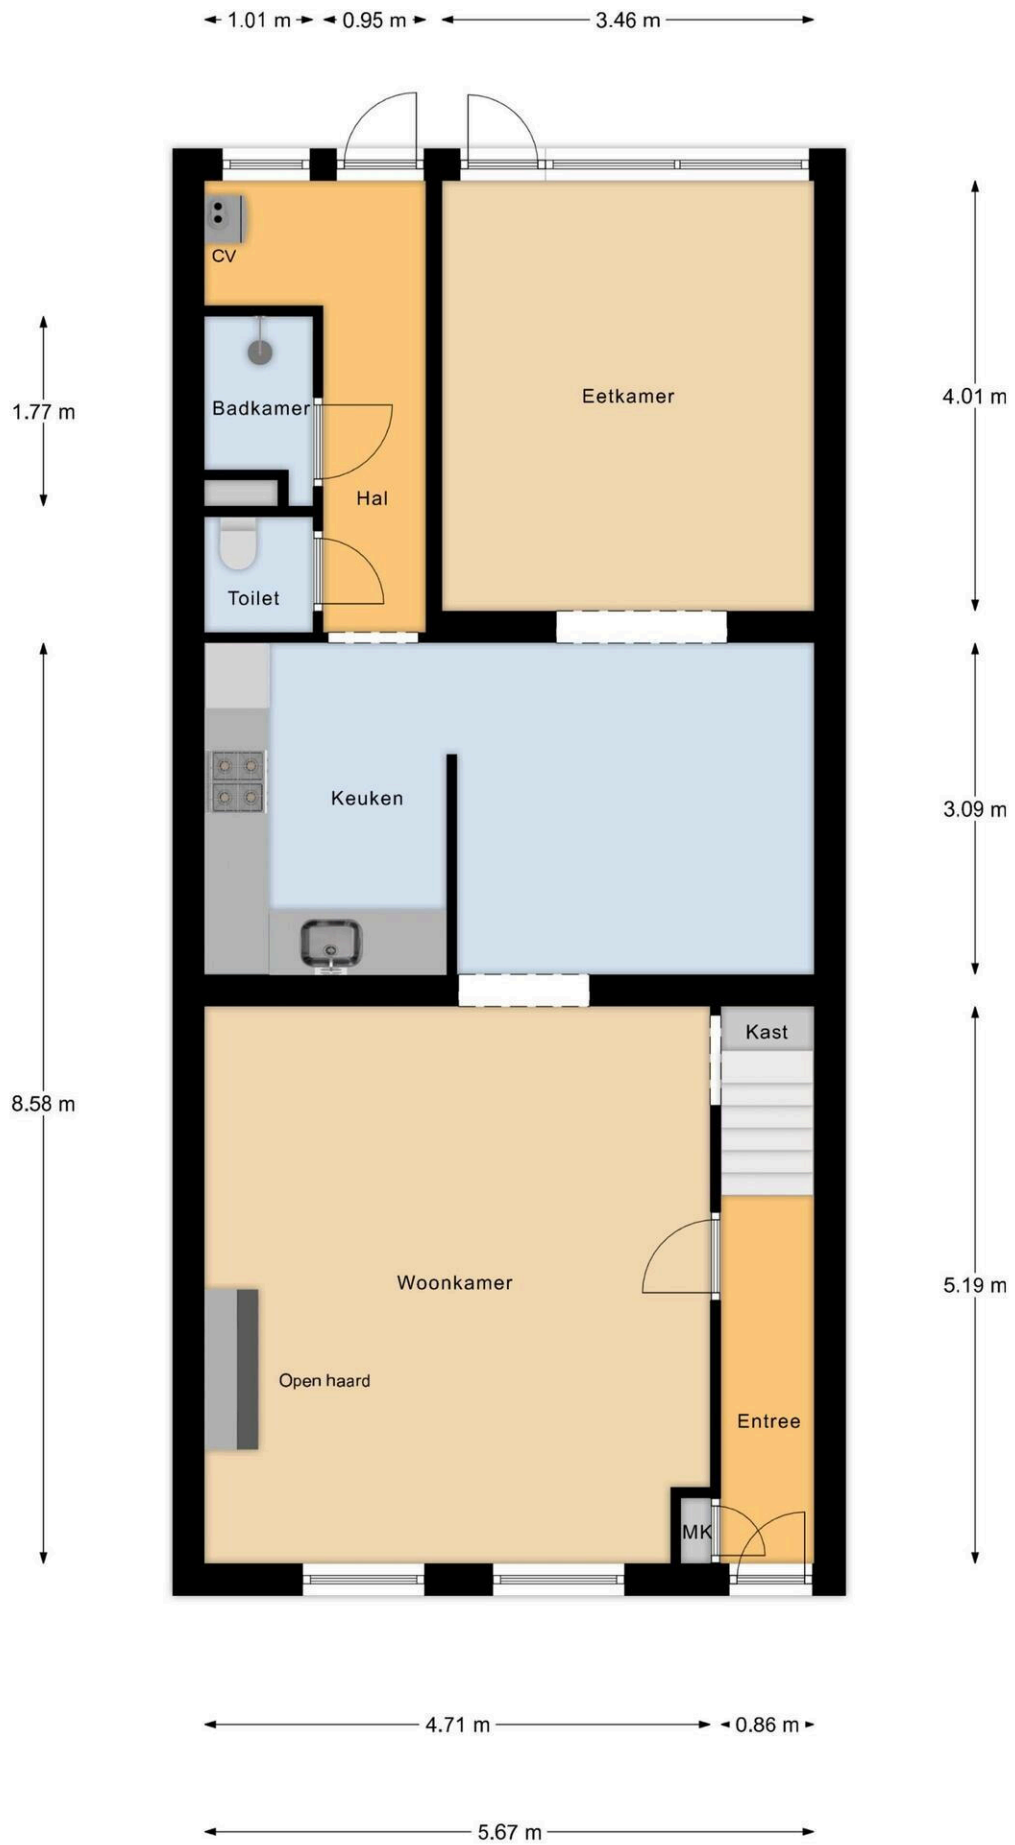 1.01 m 0.95 m 3.46 m
CV
1.77 m
Badkamer
Eetkamer
4.01 m
Hal
Toilet
Keuken
3.09 m
Kast
8.58 m
Woonkamer
5.19 m
Open haard
Entree
MK
4.71 m 0.86 m
5.67 m